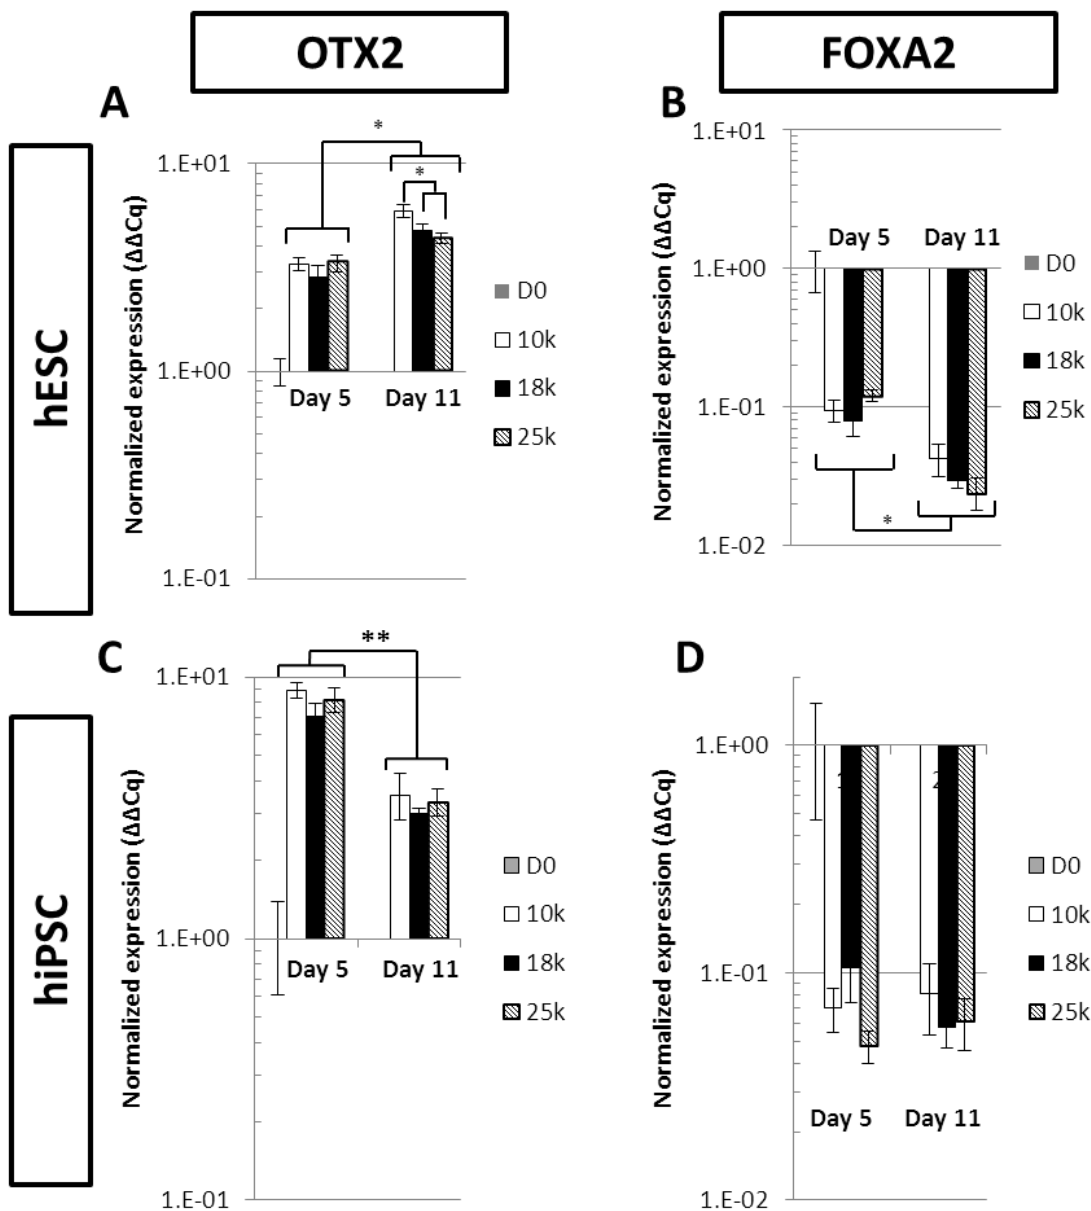 OTX2
FOXA2
hESC
hiPSC
A
*
*
1.E+01
1.E+00
1.E-01
Normalized expression (ΔΔCq)
Day 5
Day 11
D0
10k
18k
25k
B
1.E+01
1.E+00
1.E-01
1.E-02
Normalized expression (ΔΔCq)
Day 5
Day 11
*
D0
10k
18k
25k
C
**
1.E+01
1.E+00
1.E-01
Normalized expression (ΔΔCq)
Day 5
Day 11
D0
10k
18k
25k
D
1.E+00
1.E-01
1.E-02
Normalized expression (ΔΔCq)
1
2
Day 5
Day 11
D0
10k
18k
25k